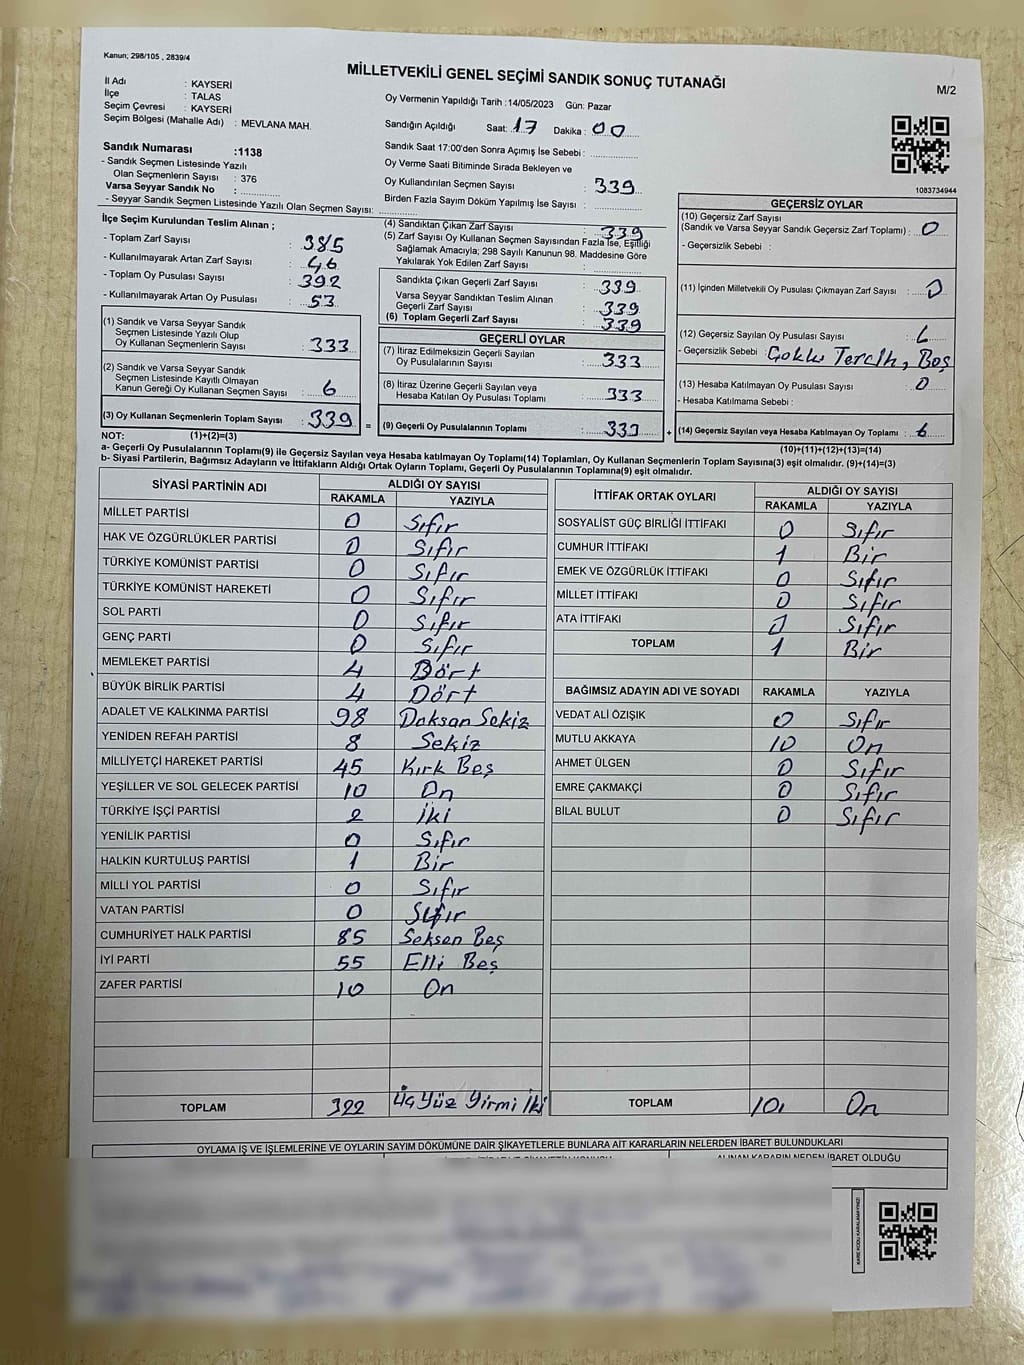 Kanun; 298/105 , 2839/4
MİLLETVEKİLİ GENEL SEÇİMİ SANDIK SONUÇ TUTANAĞI
M/2
İl Adı : KAYSERİ
İlçe : TALAS
Seçim Çevresi : KAYSERİ
Seçim Bölgesi (Mahalle Adı) : MEVLANA MAH.
Sandık Numarası :1138
- Sandık Seçmen Listesinde Yazılı
Olan Seçmenlerin Sayısı : 376
Varsa Seyyar Sandık No :
- Seyyar Sandık Seçmen Listesinde Yazılı Olan Seçmen Sayısı:
Oy Vermenin Yapıldığı Tarih :14/05/2023 Gün: Pazar
Sandığın Açıldığı Saat: 17 Dakika : 00
Sandık Saat 17:00'den Sonra Açımış İse Sebebi :
Oy Verme Saati Bitiminde Sırada Bekleyen ve
Oy Kullandırılan Seçmen Sayısı : 339
Birden Fazla Sayım Döküm Yapılmış İse Sayısı :
1083734944
İlçe Seçim Kurulundan Teslim Alınan ;
- Toplam Zarf Sayısı : 385
- Kullanılmayarak Artan Zarf Sayısı : 46
- Toplam Oy Pusulası Sayısı : 392
- Kullanılmayarak Artan Oy Pusulası : 53
(1) Sandık ve Varsa Seyyar Sandık
Seçmen Listesinde Yazılı Olup
Oy Kullanan Seçmenlerin Sayısı : 333
(2) Sandık ve Varsa Seyyar Sandık
Seçmen Listesinde Kayıtlı Olmayan
Kanun Gereği Oy Kullanan Seçmen Sayısı : 6
(3) Oy Kullanan Seçmenlerin Toplam Sayısı : 339 =
(4) Sandıktan Çıkan Zarf Sayısı : 339
(5) Zarf Sayısı Oy Kullanan Seçmen Sayısından Fazla İse, Eşitliği
Sağlamak Amacıyla; 298 Sayılı Kanunun 98. Maddesine Göre
Yakılarak Yok Edilen Zarf Sayısı :
Sandıkta Çıkan Geçerli Zarf Sayısı : 339
Varsa Seyyar Sandıktan Teslim Alınan
Geçerli Zarf Sayısı : 339
(6) Toplam Geçerli Zarf Sayısı : 339
GEÇERLİ OYLAR
(7) İtiraz Edilmeksizin Geçerli Sayılan
Oy Pusulalarının Sayısı : 333
(8) İtiraz Üzerine Geçerli Sayılan veya
Hesaba Katılan Oy Pusulası Toplamı : 333
(9) Geçerli Oy Pusulalarının Toplamı : 333 +
GEÇERSİZ OYLAR
(10) Geçersiz Zarf Sayısı
(Sandık ve Varsa Seyyar Sandık Geçersiz Zarf Toplamı) : 0
- Geçersizlik Sebebi :
(11) İçinden Milletvekili Oy Pusulası Çıkmayan Zarf Sayısı : 0
(12) Geçersiz Sayılan Oy Pusulası Sayısı : 6
- Geçersizlik Sebebi : Çoklu Tercih, Boş
(13) Hesaba Katılmayan Oy Pusulası Sayısı : 0
- Hesaba Katılmama Sebebi :
(14) Geçersiz Sayılan veya Hesaba Katılmayan Oy Toplamı : 6
NOT: (1)+(2)=(3) (10)+(11)+(12)+(13)=(14)
a- Geçerli Oy Pusulalarının Toplamı(9) ile Geçersiz Sayılan veya Hesaba Katılmayan Oy Toplamı(14) Toplamları, Oy Kullanan Seçmenlerin Toplam Sayısına(3) eşit olmalıdır. (9)+(14)=(3)
b- Siyasi Partilerin, Bağımsız Adayların ve İttifakların Aldığı Ortak Oyların Toplamı, Geçerli Oy Pusulalarının Toplamına(9) eşit olmalıdır.
SİYASİ PARTİNİN ADI ALDIĞI OY SAYISI
RAKAMLA YAZIYLA
MİLLET PARTİSİ 0 Sıfır
HAK VE ÖZGÜRLÜKLER PARTİSİ 0 Sıfır
TÜRKİYE KOMÜNİST PARTİSİ 0 Sıfır
TÜRKİYE KOMÜNİST HAREKETİ 0 Sıfır
SOL PARTİ 0 Sıfır
GENÇ PARTİ 0 Sıfır
MEMLEKET PARTİSİ 4 Dört
BÜYÜK BİRLİK PARTİSİ 4 Dört
ADALET VE KALKINMA PARTİSİ 98 Doksan Sekiz
YENİDEN REFAH PARTİSİ 8 Sekiz
MİLLİYETÇİ HAREKET PARTİSİ 45 Kırk Beş
YEŞİLLER VE SOL GELECEK PARTİSİ 10 On
TÜRKİYE İŞÇİ PARTİSİ 2 İki
YENİLİK PARTİSİ 0 Sıfır
HALKIN KURTULUŞ PARTİSİ 1 Bir
MİLLİ YOL PARTİSİ 0 Sıfır
VATAN PARTİSİ 0 Sıfır
CUMHURİYET HALK PARTİSİ 85 Seksen Beş
İYİ PARTİ 55 Elli Beş
ZAFER PARTİSİ 10 On
TOPLAM 322 Üç Yüz Yirmi İki
İTTİFAK ORTAK OYLARI ALDIĞI OY SAYISI
RAKAMLA YAZIYLA
SOSYALİST GÜÇ BİRLİĞİ İTTİFAKI 0 Sıfır
CUMHUR İTTİFAKI 1 Bir
EMEK VE ÖZGÜRLÜK İTTİFAKI 0 Sıfır
MİLLET İTTİFAKI 0 Sıfır
ATA İTTİFAKI 0 Sıfır
TOPLAM 1 Bir
BAĞIMSIZ ADAYIN ADI VE SOYADI RAKAMLA YAZIYLA
VEDAT ALİ ÖZIŞIK 0 Sıfır
MUTLU AKKAYA 10 On
AHMET ÜLGEN 0 Sıfır
EMRE ÇAKMAKÇİ 0 Sıfır
BİLAL BULUT 0 Sıfır
TOPLAM 10 On
OYLAMA İŞ VE İŞLEMLERİNE VE OYLARIN SAYIM DÖKÜMÜNE DAİR ŞİKAYETLERLE BUNLARA AİT KARARLARIN NELERDEN İBARET BULUNDUKLARI
ALINAN KARARIN NEDEN İBARET OLDUĞU
KARE KODU KARALAMAYINIZ!